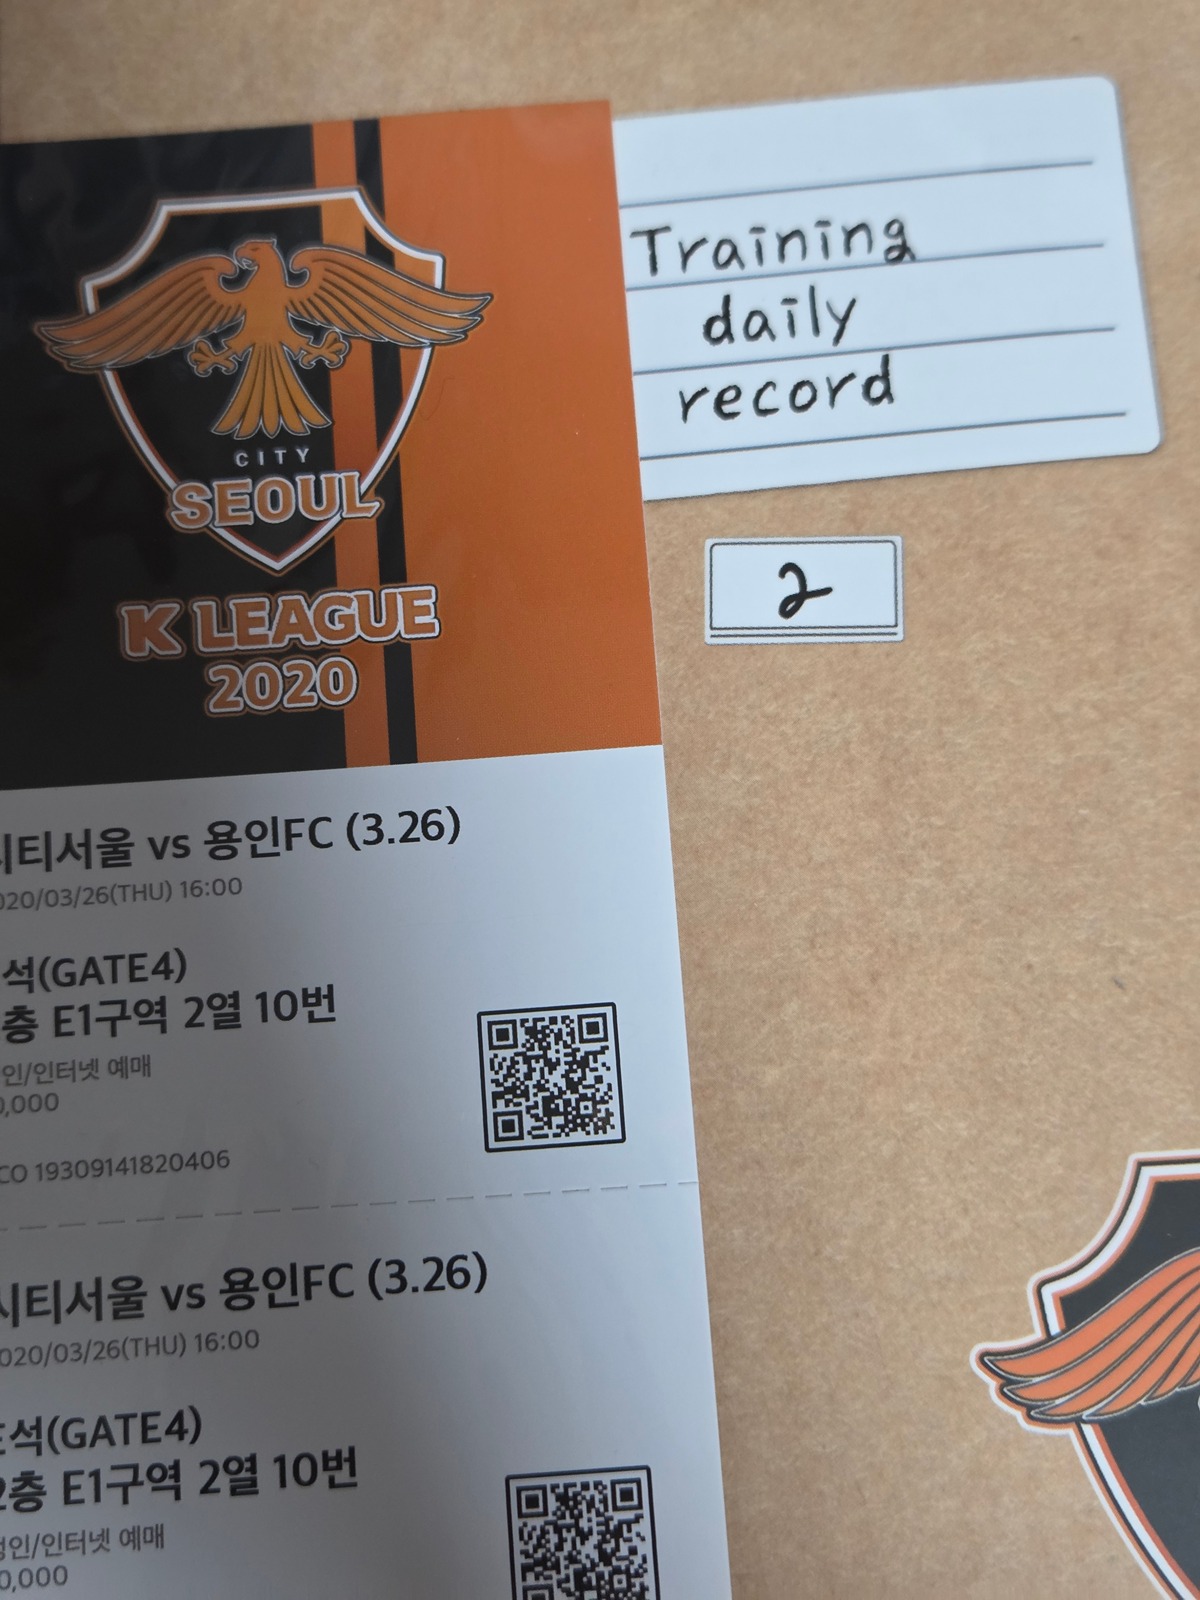 CITY
SEOUL
K LEAGUE
2020
Training
daily
record
2
시티서울 vs 용인FC (3.26)
2020/03/26(THU) 16:00
석(GATE4)
층 E1구역 2열 10번
인/인터넷 예매
0,000
CO 19309141820406
시티서울 vs 용인FC (3.26)
2020/03/26(THU) 16:00
석(GATE4)
2층 E1구역 2열 10번
인/인터넷 예매
0,000